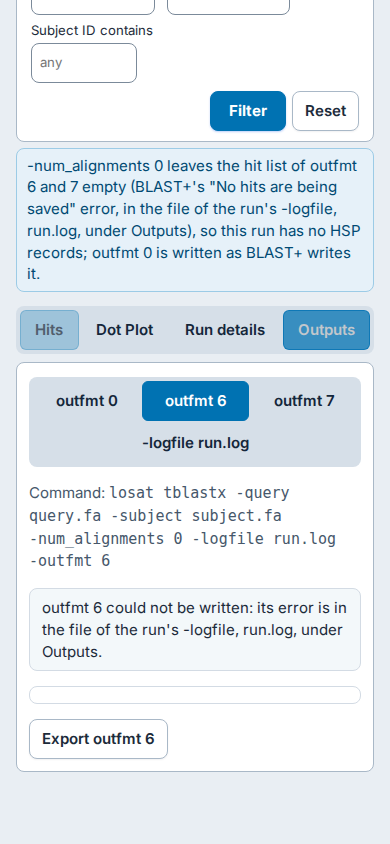 Subject ID contains
any
Filter
Reset
-num_alignments 0 leaves the hit list of outfmt
6 and 7 empty (BLAST+'s "No hits are being
saved" error, in the file of the run's -logfile,
run.log, under Outputs), so this run has no HSP
records; outfmt 0 is written as BLAST+ writes
it.
Hits
Dot Plot
Run details
Outputs
outfmt 0
outfmt 6
outfmt 7
-logfile run.log
Command: losat tblastx -query
query.fa -subject subject.fa
-num_alignments 0 -logfile run.log
-outfmt 6
outfmt 6 could not be written: its error is in
the file of the run's -logfile, run.log, under
Outputs.
Export outfmt 6